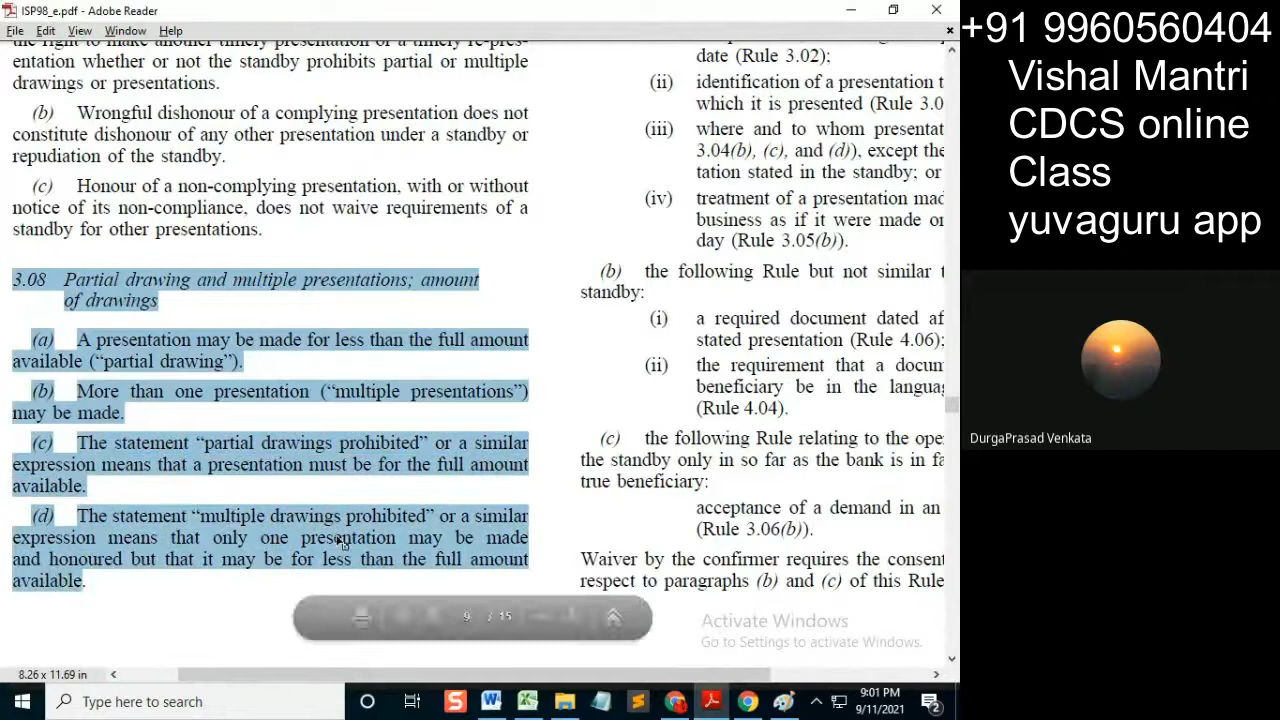 ISP98_e.pdf - Adobe Reader
File Edit View Window Help
the right to make another timely presentation or a timely re-pres-
entation whether or not the standby prohibits partial or multiple
drawings or presentations.
(b) Wrongful dishonour of a complying presentation does not
constitute dishonour of any other presentation under a standby or
repudiation of the standby.
(c) Honour of a non-complying presentation, with or without
notice of its non-compliance, does not waive requirements of a
standby for other presentations.
3.08 Partial drawing and multiple presentations; amount
of drawings
(a) A presentation may be made for less than the full amount
available (“partial drawing”).
(b) More than one presentation (“multiple presentations”)
may be made.
(c) The statement “partial drawings prohibited” or a similar
expression means that a presentation must be for the full amount
available.
(d) The statement “multiple drawings prohibited” or a similar
expression means that only one presentation may be made
and honoured but that it may be for less than the full amount
available.
date (Rule 3.02);
(ii) identification of a presentation t
which it is presented (Rule 3.0
(iii) where and to whom presentat
3.04(b), (c), and (d)), except the
tation stated in the standby; or
(iv) treatment of a presentation mad
business as if it were made or
day (Rule 3.05(b)).
(b) the following Rule but not similar t
standby:
(i) a required document dated af
stated presentation (Rule 4.06);
(ii) the requirement that a docum
beneficiary be in the languag
(Rule 4.04).
(c) the following Rule relating to the ope
the standby only in so far as the bank is in fa
true beneficiary:
acceptance of a demand in an
(Rule 3.06(b)).
Waiver by the confirmer requires the consent
respect to paragraphs (b) and (c) of this Rule
9 / 15
Activate Windows
Go to Settings to activate Windows.
8.26 x 11.69 in
Type here to search
9:01 PM
9/11/2021
2
+91 9960560404
Vishal Mantri
CDCS online
Class
yuvaguru app
DurgaPrasad Venkata